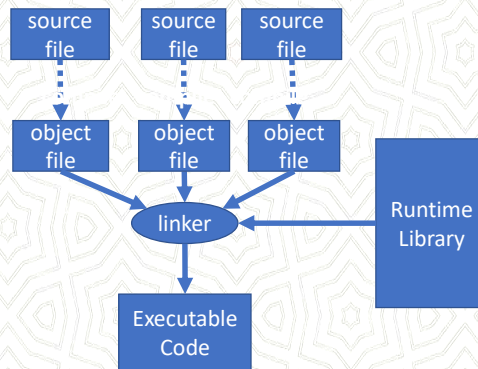 source
file
source
file
source
file
object
file
object
file
object
file
linker
Runtime
Library
Executable
Code